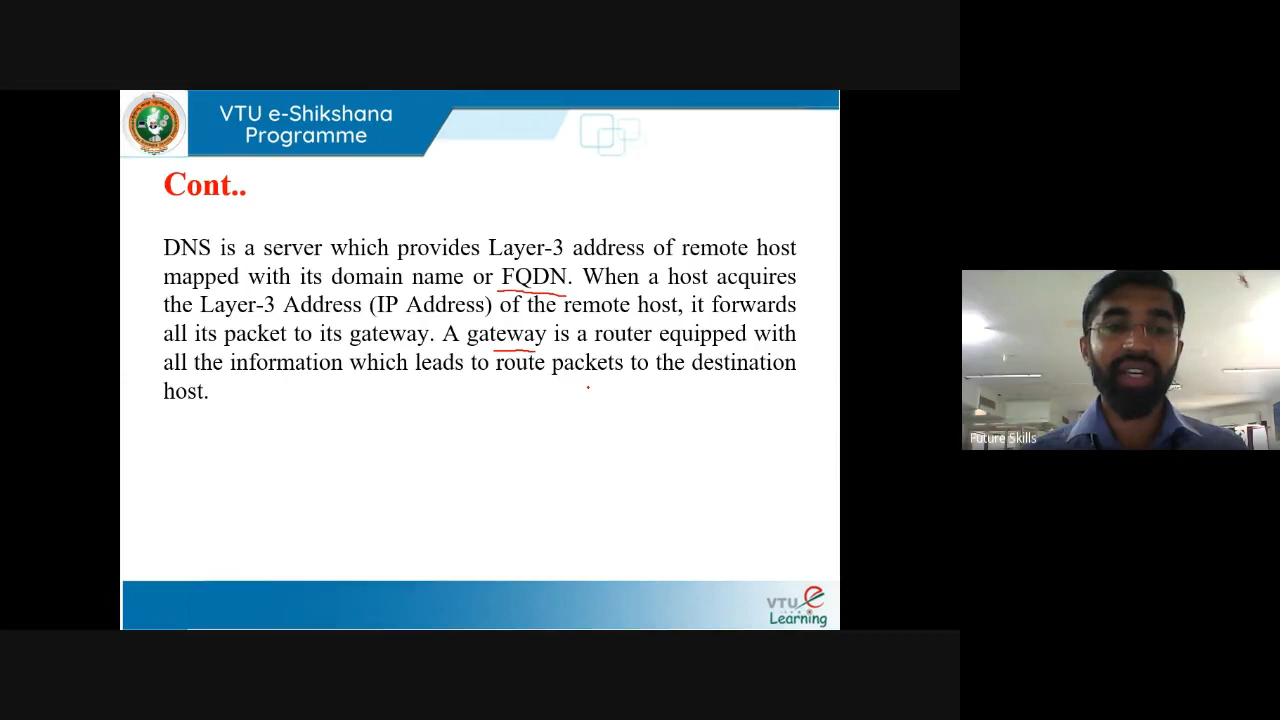 VTU e-Shikshana
Programme
Cont..
DNS is a server which provides Layer-3 address of remote host
mapped with its domain name or FQDN. When a host acquires
the Layer-3 Address (IP Address) of the remote host, it forwards
all its packet to its gateway. A gateway is a router equipped with
all the information which leads to route packets to the destination
host.
Future Skills
VTU e
Learning